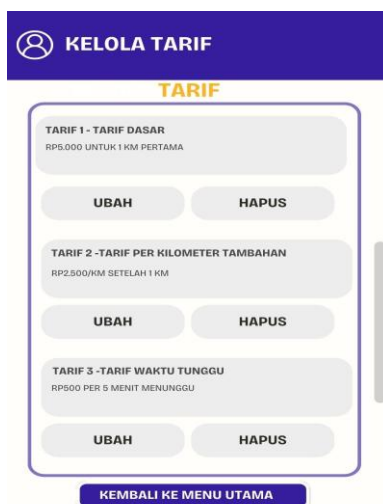 KELOLA TARIF
TARIF
TARIF 1 - TARIF DASAR
RP5.000 UNTUK 1 KM PERTAMA
UBAH HAPUS
TARIF 2 -TARIF PER KILOMETER TAMBAHAN
RP2.500/KM SETELAH 1 KM
UBAH HAPUS
TARIF 3 -TARIF WAKTU TUNGGU
RP500 PER 5 MENIT MENUNGGU
UBAH HAPUS
KEMBALI KE MENU UTAMA